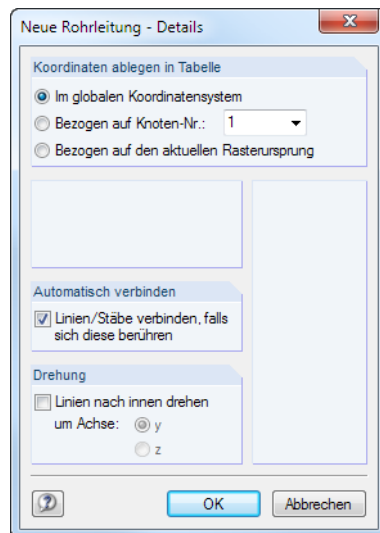 Neue Rohrleitung - Details
Koordinaten ablegen in Tabelle
Im globalen Koordinatensystem
Bezogen auf Knoten-Nr.: 1
Bezogen auf den aktuellen Rasterursprung
Automatisch verbinden
Linien/Stäbe verbinden, falls
sich diese berühren
Drehung
Linien nach innen drehen
um Achse: y
z
OK Abbrechen